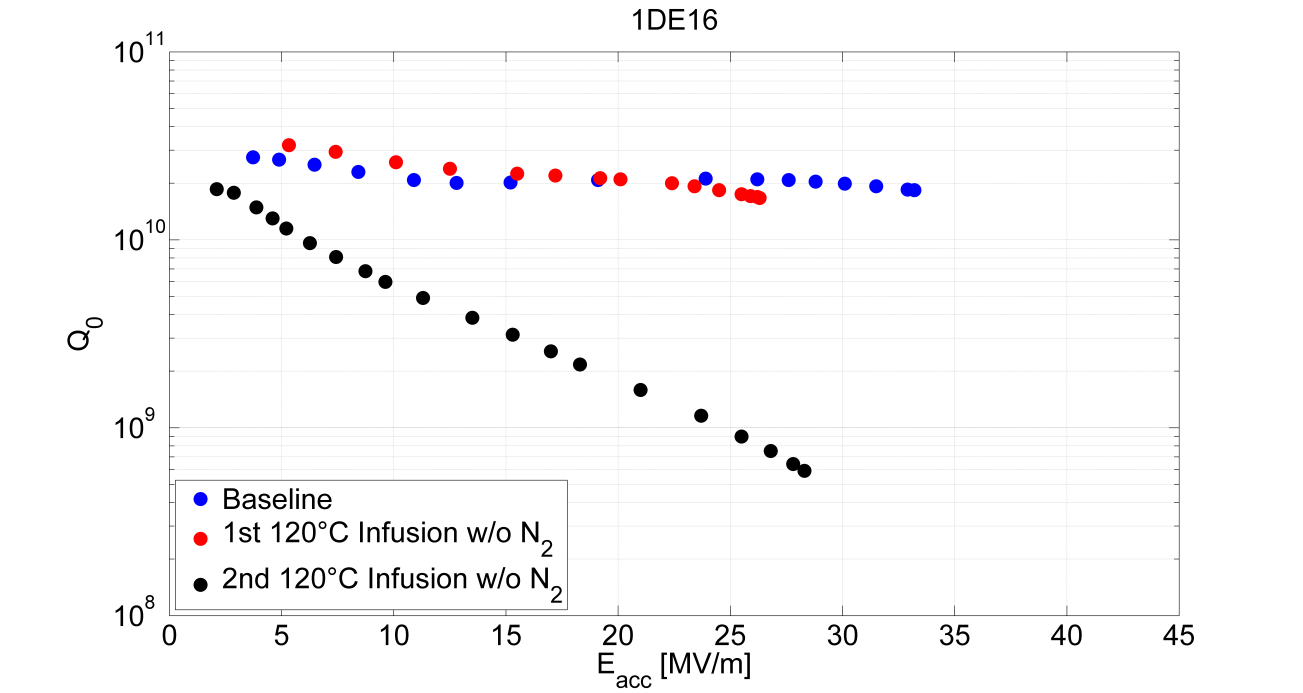 1DE16
10^11
10^10
10^9
10^8
Q_0
Baseline
1st 120°C Infusion w/o N_2
2nd 120°C Infusion w/o N_2
0 5 10 15 20 25 30 35 40 45
E_acc [MV/m]